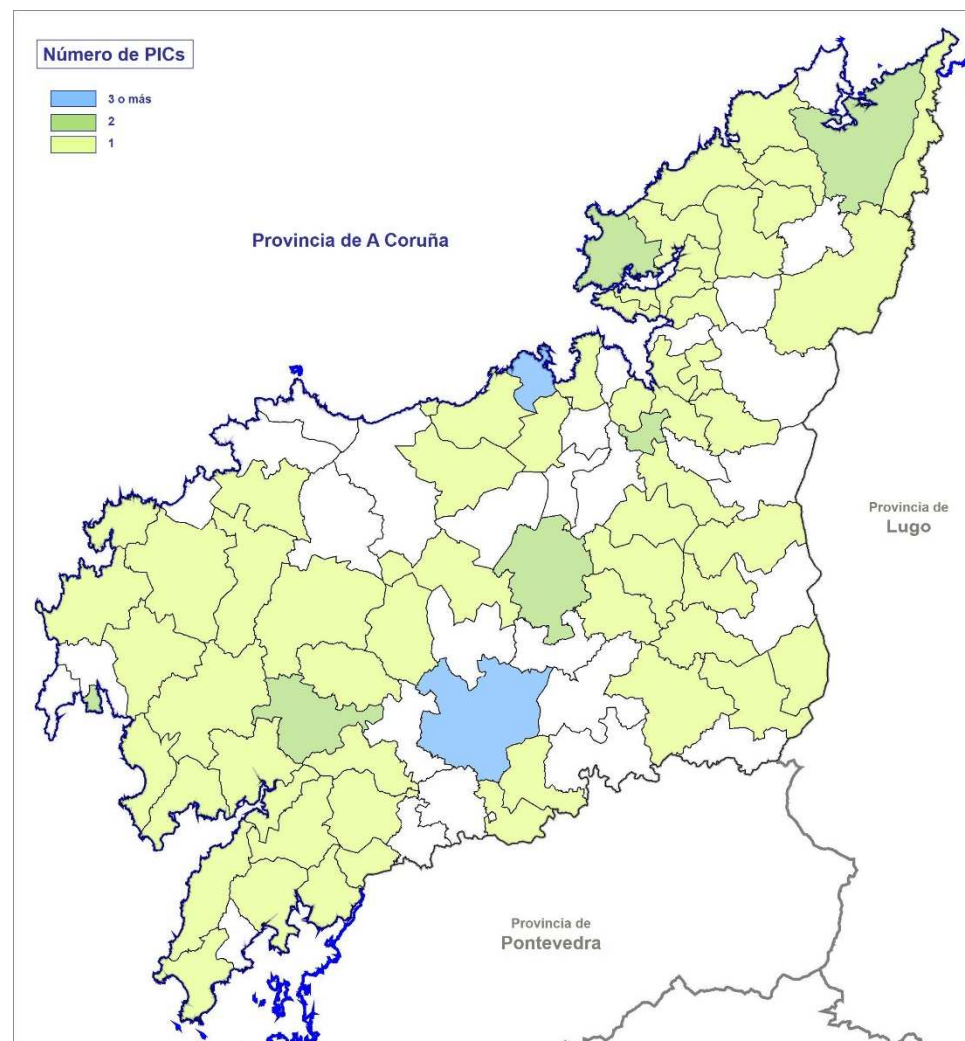 Número de PICs
3 o más
2
1
Provincia de A Coruña
Provincia de
Lugo
Provincia de
Pontevedra